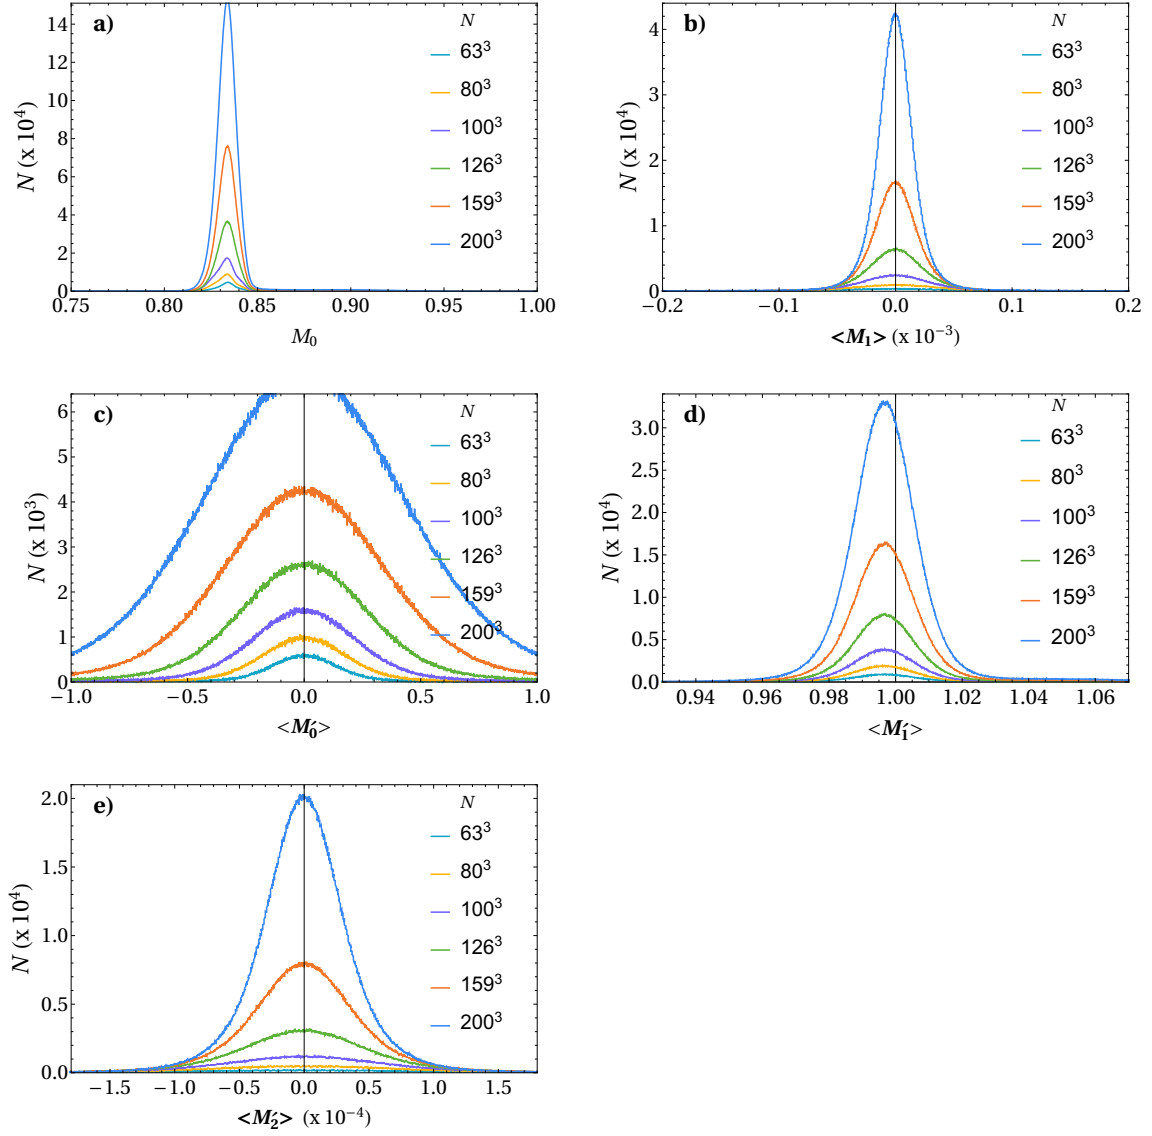 a)
N
63³
80³
100³
126³
159³
200³
14
12
10
8
6
4
2
0
N (x 10⁴)
0.75 0.80 0.85 0.90 0.95 1.00
M₀
b)
N
63³
80³
100³
126³
159³
200³
4
3
2
1
0
N (x 10⁴)
−0.2 −0.1 0.0 0.1 0.2
<M₁> (x 10⁻³)
c)
N
63³
80³
100³
126³
159³
200³
6
5
4
3
2
1
0
N (x 10³)
−1.0 −0.5 0.0 0.5 1.0
<M₀′>
d)
N
63³
80³
100³
126³
159³
200³
3.0
2.5
2.0
1.5
1.0
0.5
0.0
N (x 10⁴)
0.94 0.96 0.98 1.00 1.02 1.04 1.06
<M₁′>
e)
N
63³
80³
100³
126³
159³
200³
2.0
1.5
1.0
0.5
0.0
N (x 10⁴)
−1.5 −1.0 −0.5 0.0 0.5 1.0 1.5
<M₂′> (x 10⁻⁴)